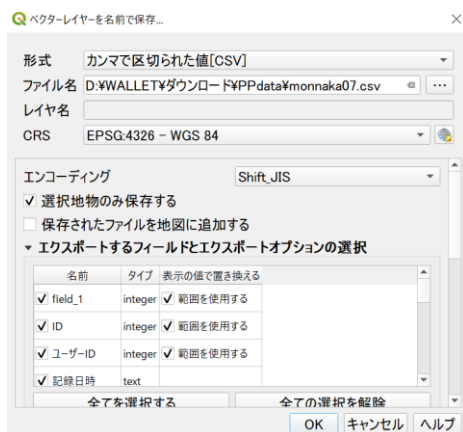 ベクターレイヤーを名前で保存...
形式 カンマで区切られた値[CSV]
ファイル名 D:¥WALLET¥ダウンロード¥PPdata¥monnaka07.csv ...
レイヤ名
CRS EPSG:4326 - WGS 84
エンコーディング Shift_JIS
選択地物のみ保存する
保存されたファイルを地図に追加する
エクスポートするフィールドとエクスポートオプションの選択
名前 タイプ 表示の値で置き換える
field_1 integer 範囲を使用する
ID integer 範囲を使用する
ユーザーID integer 範囲を使用する
記録日時 text
全てを選択する 全ての選択を解除
OK キャンセル ヘルプ